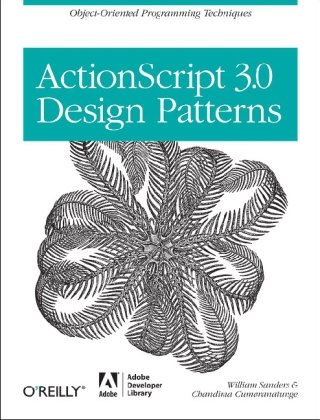 Object-Oriented Programming Techniques
ActionScript 3.0
Design Patterns
O'REILLY®
Adobe
Adobe
Developer
Library
William Sanders &
Chandima Cumaranatunge